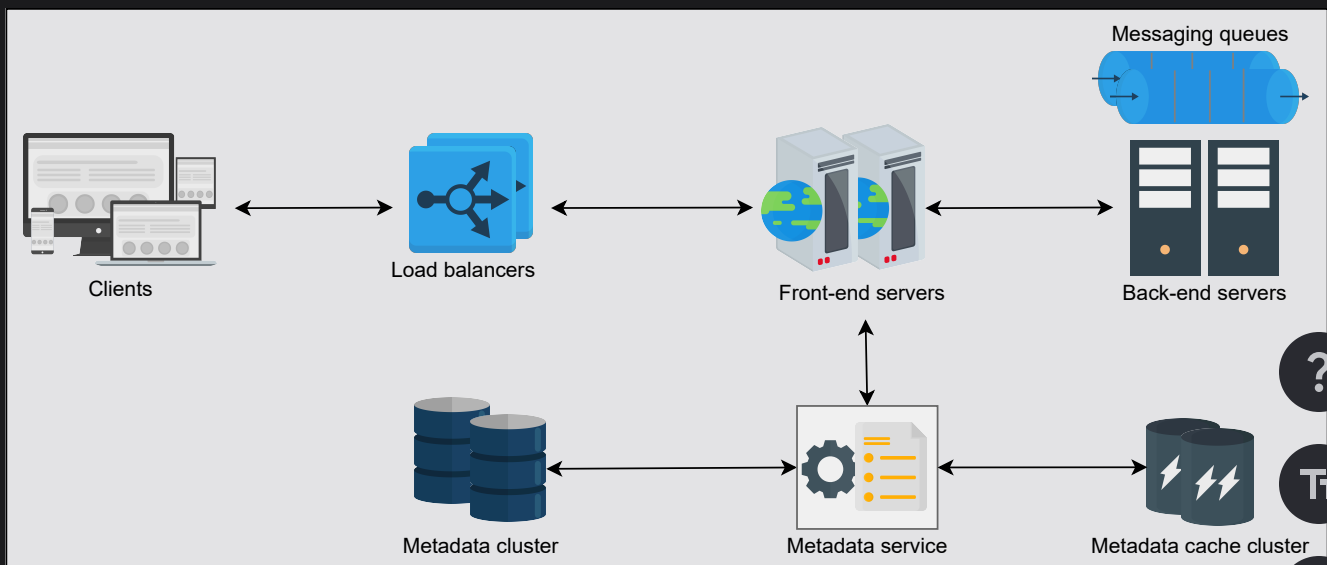 Messaging queues
Clients
Load balancers
Front-end servers
Back-end servers
?
Metadata cluster
Metadata service
Metadata cache cluster